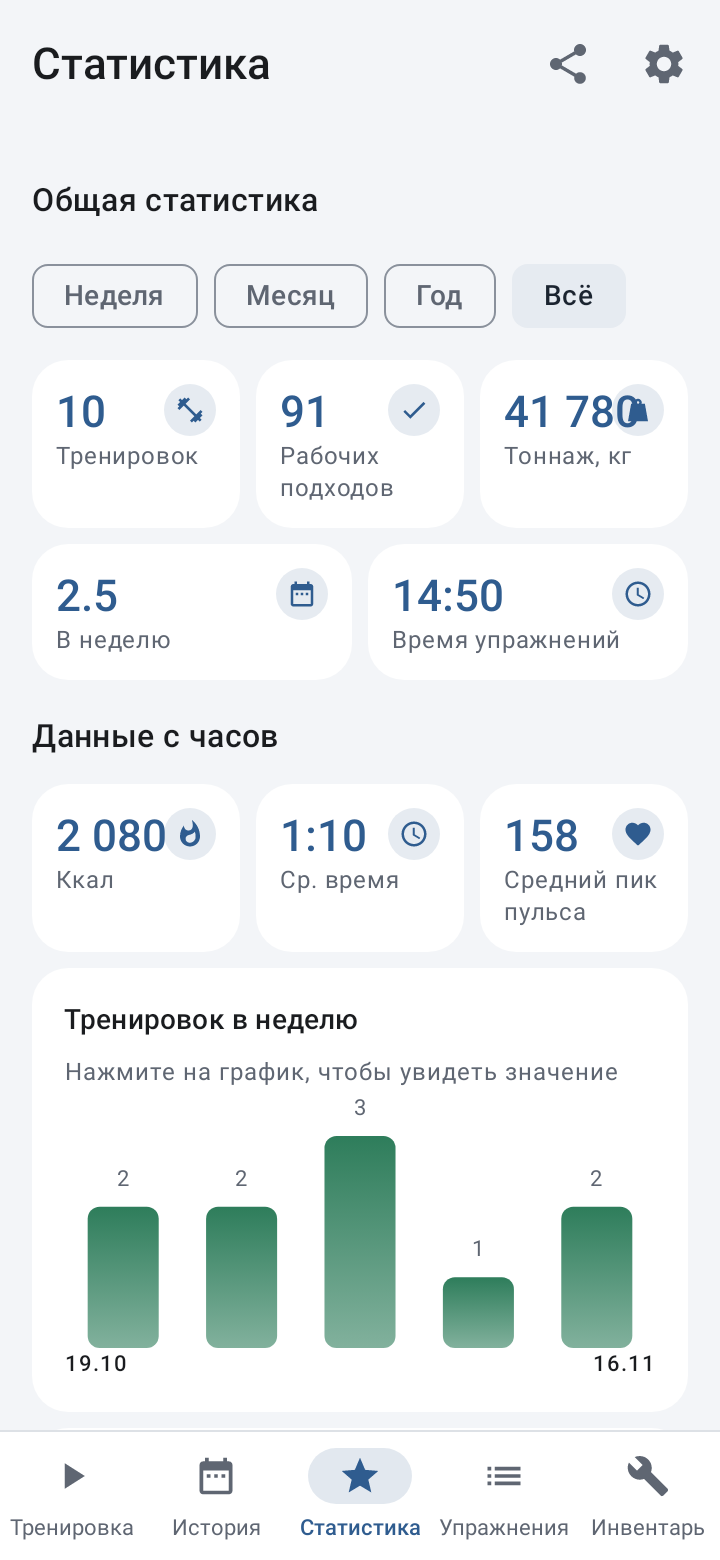 Статистика
Общая статистика
Неделя Месяц Год Всё
10 91 41 780
Тренировок Рабочих подходов Тоннаж, кг
2.5 14:50
В неделю Время упражнений
Данные с часов
2 080 1:10 158
Ккал Ср. время Средний пик пульса
Тренировок в неделю
Нажмите на график, чтобы увидеть значение
2 2 3 1 2
19.10 16.11
Тренировка История Статистика Упражнения Инвентарь